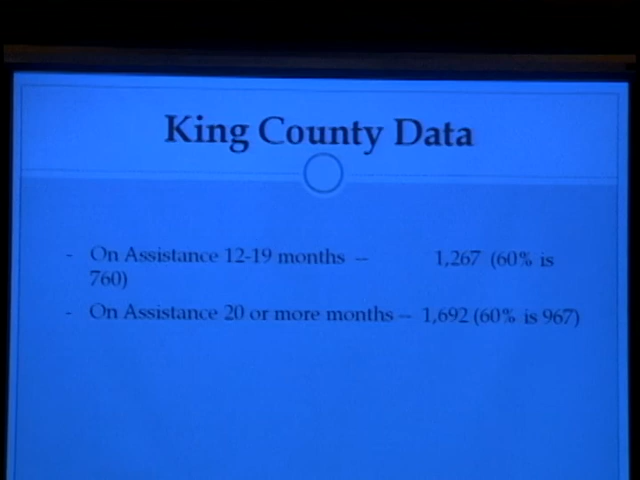 King County Data
- On Assistance 12-19 months -- 1,267 (60% is
760)
- On Assistance 20 or more months -- 1,692 (60% is 967)